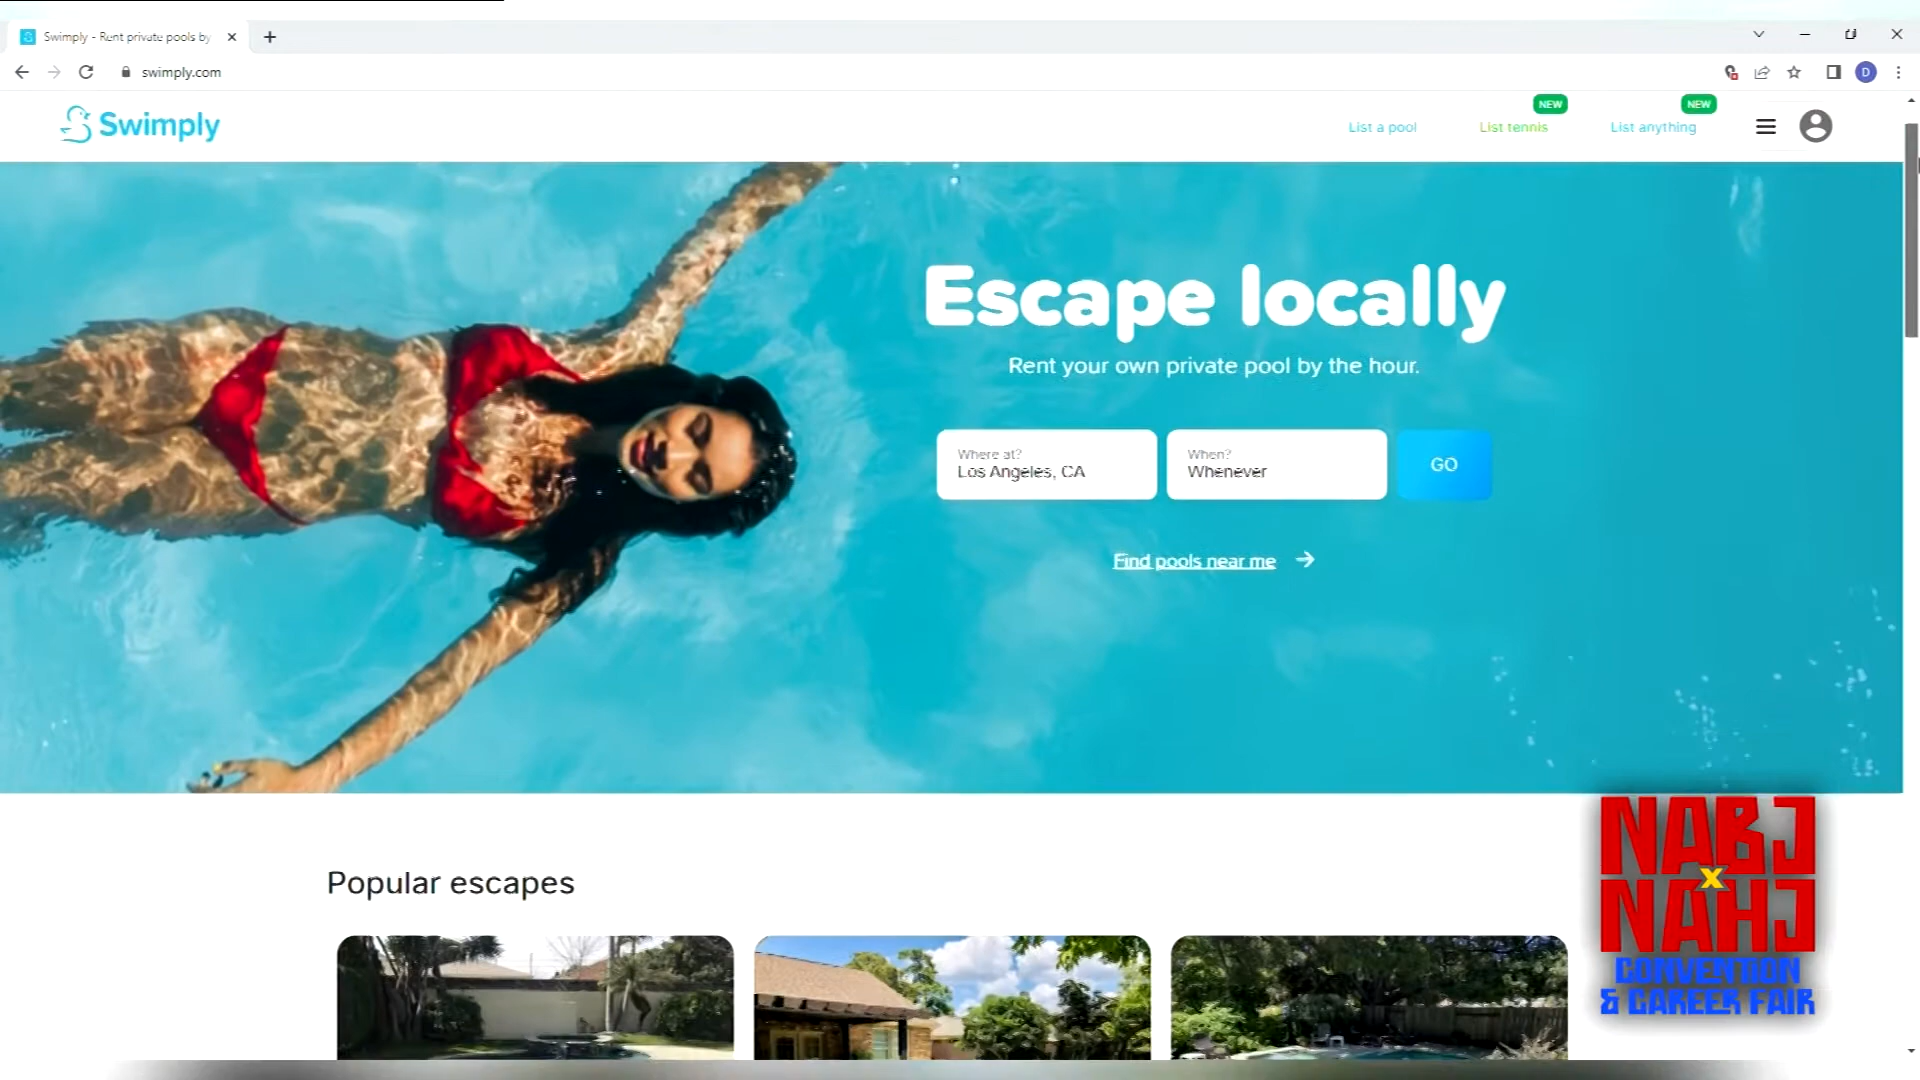 Swimply - Rent private pools by
swimply.com
D
Swimply
List a pool
NEW
List tennis
NEW
List anything
Escape locally
Rent your own private pool by the hour.
Where at?
Los Angeles, CA
When?
Whenever
GO
Find pools near me
Popular escapes
NABJ
X
NAHJ
CONVENTION
& CAREER FAIR